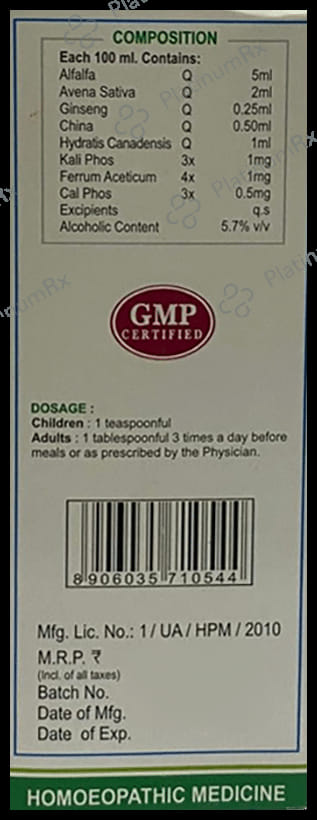 COMPOSITION
Each 100 ml. Contains:
Alfalfa Q 5ml
Avena Sativa Q 2ml
Ginseng Q 0.25ml
China Q 0.50ml
Hydratis Canadensis Q 1ml
Kali Phos 3x 1mg
Ferrum Aceticum 4x 1mg
Cal Phos 3x 0.5mg
Excipients q.s
Alcoholic Content 5.7% v/v
GMP
CERTIFIED
DOSAGE :
Children : 1 teaspoonful
Adults : 1 tablespoonful 3 times a day before
meals or as prescribed by the Physician.
8 906035 710544
Mfg. Lic. No.: 1 / UA / HPM / 2010
M.R.P. ₹
(Incl. of all taxes)
Batch No.
Date of Mfg.
Date of Exp.
HOMOEOPATHIC MEDICINE
PlatinumRx